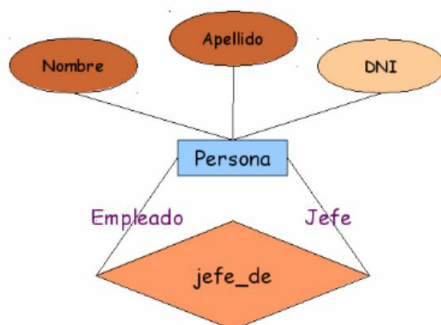 Apellido
Nombre
DNI
Persona
Empleado
Jefe
jefe_de